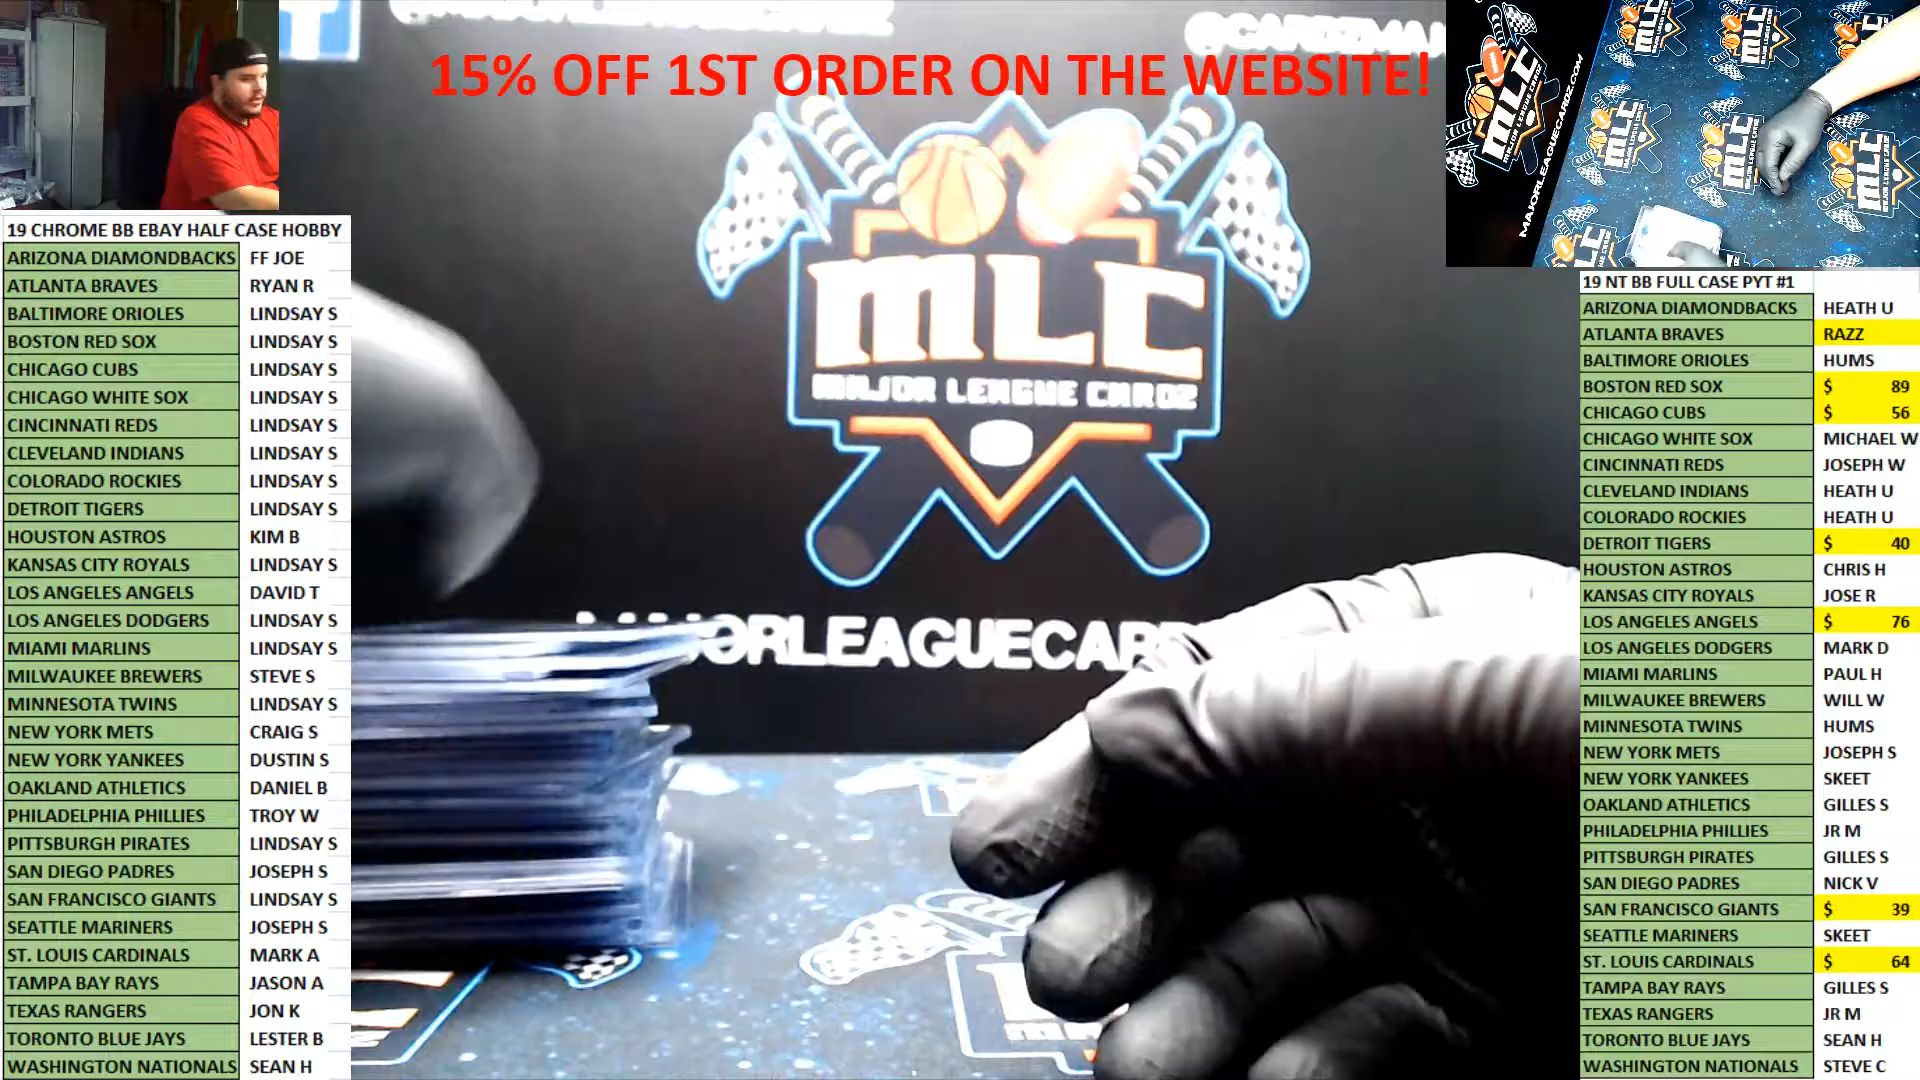 15% OFF 1ST ORDER ON THE WEBSITE!
MLC
MAJOR LEAGUE CARDZ
MLC
MAJORLEAGUECARDZ.COM
19 CHROME BB EBAY HALF CASE HOBBY
ARIZONA DIAMONDBACKS FF JOE
ATLANTA BRAVES RYAN R
BALTIMORE ORIOLES LINDSAY S
BOSTON RED SOX LINDSAY S
CHICAGO CUBS LINDSAY S
CHICAGO WHITE SOX LINDSAY S
CINCINNATI REDS LINDSAY S
CLEVELAND INDIANS LINDSAY S
COLORADO ROCKIES LINDSAY S
DETROIT TIGERS LINDSAY S
HOUSTON ASTROS KIM B
KANSAS CITY ROYALS LINDSAY S
LOS ANGELES ANGELS DAVID T
LOS ANGELES DODGERS LINDSAY S
MIAMI MARLINS LINDSAY S
MILWAUKEE BREWERS STEVE S
MINNESOTA TWINS LINDSAY S
NEW YORK METS CRAIG S
NEW YORK YANKEES DUSTIN S
OAKLAND ATHLETICS DANIEL B
PHILADELPHIA PHILLIES TROY W
PITTSBURGH PIRATES LINDSAY S
SAN DIEGO PADRES JOSEPH S
SAN FRANCISCO GIANTS LINDSAY S
SEATTLE MARINERS JOSEPH S
ST. LOUIS CARDINALS MARK A
TAMPA BAY RAYS JASON A
TEXAS RANGERS JON K
TORONTO BLUE JAYS LESTER B
WASHINGTON NATIONALS SEAN H
19 NT BB FULL CASE PYT #1
ARIZONA DIAMONDBACKS HEATH U
ATLANTA BRAVES RAZZ
BALTIMORE ORIOLES HUMS
BOSTON RED SOX $ 89
CHICAGO CUBS $ 56
CHICAGO WHITE SOX MICHAEL W
CINCINNATI REDS JOSEPH W
CLEVELAND INDIANS HEATH U
COLORADO ROCKIES HEATH U
DETROIT TIGERS $ 40
HOUSTON ASTROS CHRIS H
KANSAS CITY ROYALS JOSE R
LOS ANGELES ANGELS $ 76
LOS ANGELES DODGERS MARK D
MIAMI MARLINS PAUL H
MILWAUKEE BREWERS WILL W
MINNESOTA TWINS HUMS
NEW YORK METS JOSEPH S
NEW YORK YANKEES SKEET
OAKLAND ATHLETICS GILLES S
PHILADELPHIA PHILLIES JR M
PITTSBURGH PIRATES GILLES S
SAN DIEGO PADRES NICK V
SAN FRANCISCO GIANTS $ 39
SEATTLE MARINERS SKEET
ST. LOUIS CARDINALS $ 64
TAMPA BAY RAYS GILLES S
TEXAS RANGERS JR M
TORONTO BLUE JAYS SEAN H
WASHINGTON NATIONALS STEVE C